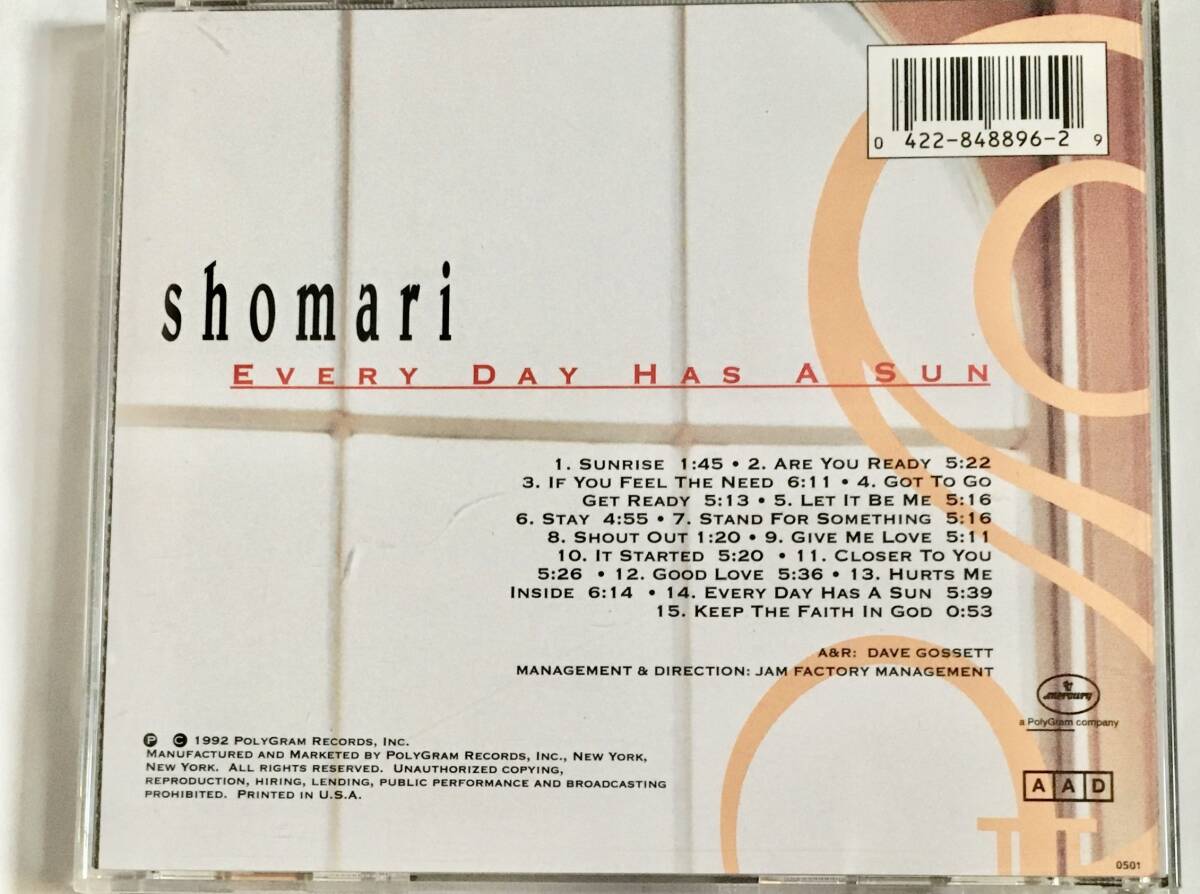 0 422-848896-2 9
shomari
EVERY DAY HAS A SUN
1. SUNRISE 1:45 • 2. ARE YOU READY 5:22
3. IF YOU FEEL THE NEED 6:11 • 4. GOT TO GO
GET READY 5:13 • 5. LET IT BE ME 5:16
6. STAY 4:55 • 7. STAND FOR SOMETHING 5:16
8. SHOUT OUT 1:20 • 9. GIVE ME LOVE 5:11
10. IT STARTED 5:20 • 11. CLOSER TO YOU
5:26 • 12. GOOD LOVE 5:36 • 13. HURTS ME
INSIDE 6:14 • 14. EVERY DAY HAS A SUN 5:39
15. KEEP THE FAITH IN GOD 0:53
A&R: DAVE GOSSETT
MANAGEMENT & DIRECTION: JAM FACTORY MANAGEMENT
mercury
a PolyGram company
Ⓟ © 1992 POLYGRAM RECORDS, INC.
MANUFACTURED AND MARKETED BY POLYGRAM RECORDS, INC., NEW YORK,
NEW YORK. ALL RIGHTS RESERVED. UNAUTHORIZED COPYING,
REPRODUCTION, HIRING, LENDING, PUBLIC PERFORMANCE AND BROADCASTING
PROHIBITED. PRINTED IN U.S.A.
AAD
0501